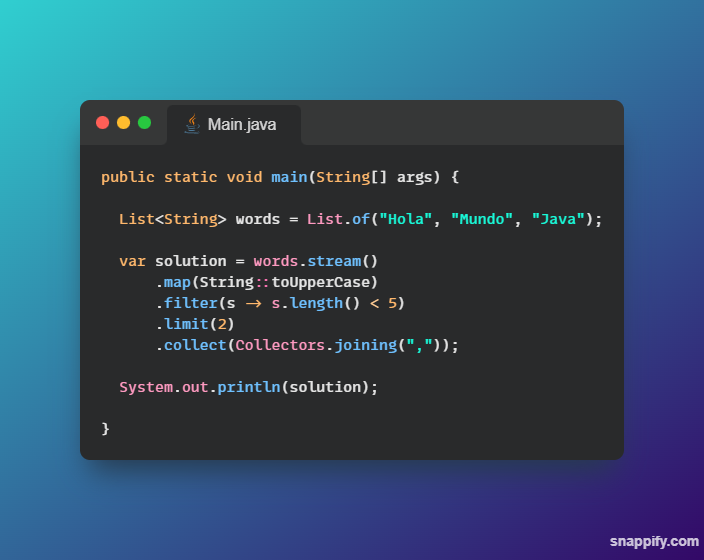 Main.java
public static void main(String[] args) {
List<String> words = List.of("Hola", "Mundo", "Java");
var solution = words.stream()
.map(String::toUpperCase)
.filter(s -> s.length() < 5)
.limit(2)
.collect(Collectors.joining(","));
System.out.println(solution);
}
snappify.com